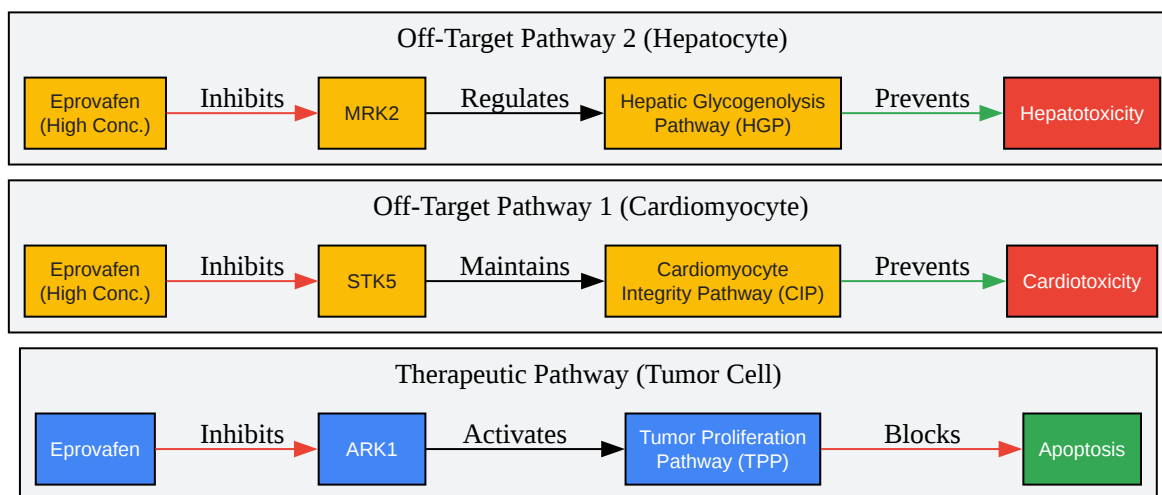 Off-Target Pathway 2 (Hepatocyte)
Eprovafen
(High Conc.)
Inhibits
MRK2
Regulates
Hepatic Glycogenolysis
Pathway (HGP)
Prevents
Hepatotoxicity
Off-Target Pathway 1 (Cardiomyocyte)
Eprovafen
(High Conc.)
Inhibits
STK5
Maintains
Cardiomyocyte
Integrity Pathway (CIP)
Prevents
Cardiotoxicity
Therapeutic Pathway (Tumor Cell)
Eprovafen
Inhibits
ARK1
Activates
Tumor Proliferation
Pathway (TPP)
Blocks
Apoptosis